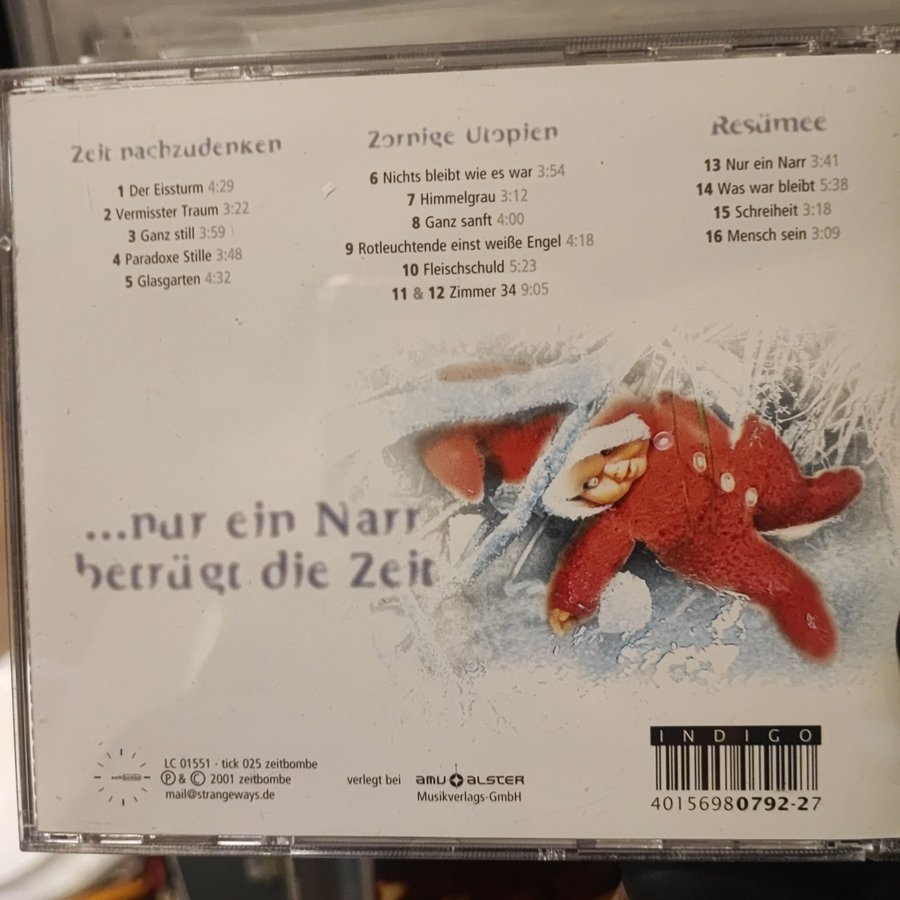 Zeit nachzudenken
1 Der Eissturm 4:29
2 Vermisster Traum 3:22
3 Ganz still 3:59
4 Paradoxe Stille 3:48
5 Glasgarten 4:32
Zornige Utopien
6 Nichts bleibt wie es war 3:54
7 Himmelgrau 3:12
8 Ganz sanft 4:00
9 Rotleuchtende einst weiße Engel 4:18
10 Fleischschuld 5:23
11 & 12 Zimmer 34 9:05
Resümee
13 Nur ein Narr 3:41
14 Was war bleibt 5:38
15 Schreiheit 3:18
16 Mensch sein 3:09
...nur ein Narr
betrügt die Zeit
zeitbombe
LC 01551 · tick 025 zeitbombe
Ⓟ & © 2001 zeitbombe
mail@strangeways.de
verlegt bei
AMV ALSTER
Musikverlags-GmbH
INDIGO
40156980792-27